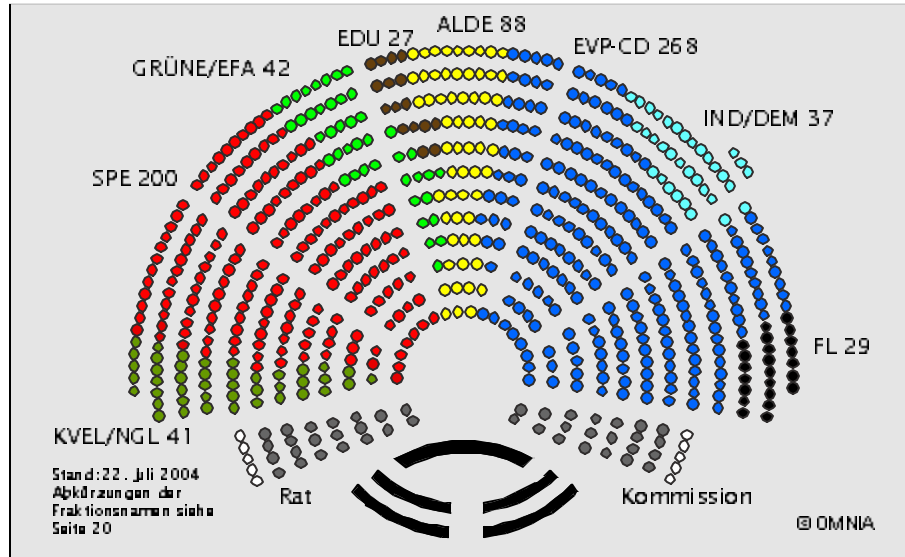 ALDE 88
EDU 27
EVP-CD 268
GRÜNE/EFA 42
IND/DEM 37
SPE 200
FL 29
KVEL/NGL 41
Stand:22. Juli 2004
Abkürzungen der
Fraktionsnamen siehe
Seite 20
Rat
Kommission
© OMNIA